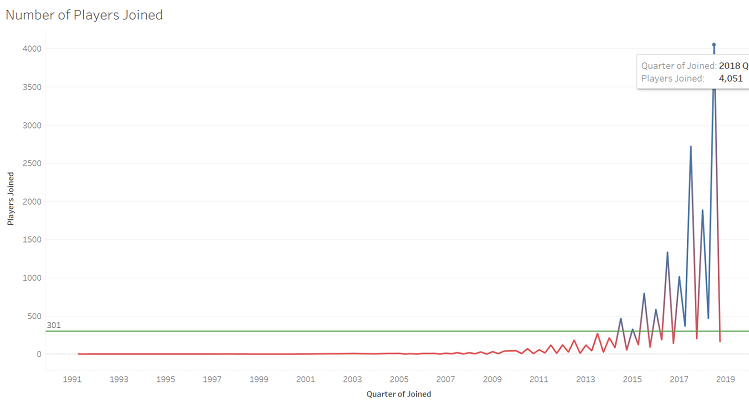 Number of Players Joined
4000
3500
3000
2500
2000
1500
1000
500
0
Players Joined
301
Quarter of Joined: 2018 Q
Players Joined: 4,051
1991 1993 1995 1997 1999 2001 2003 2005 2007 2009 2011 2013 2015 2017 2019
Quarter of Joined